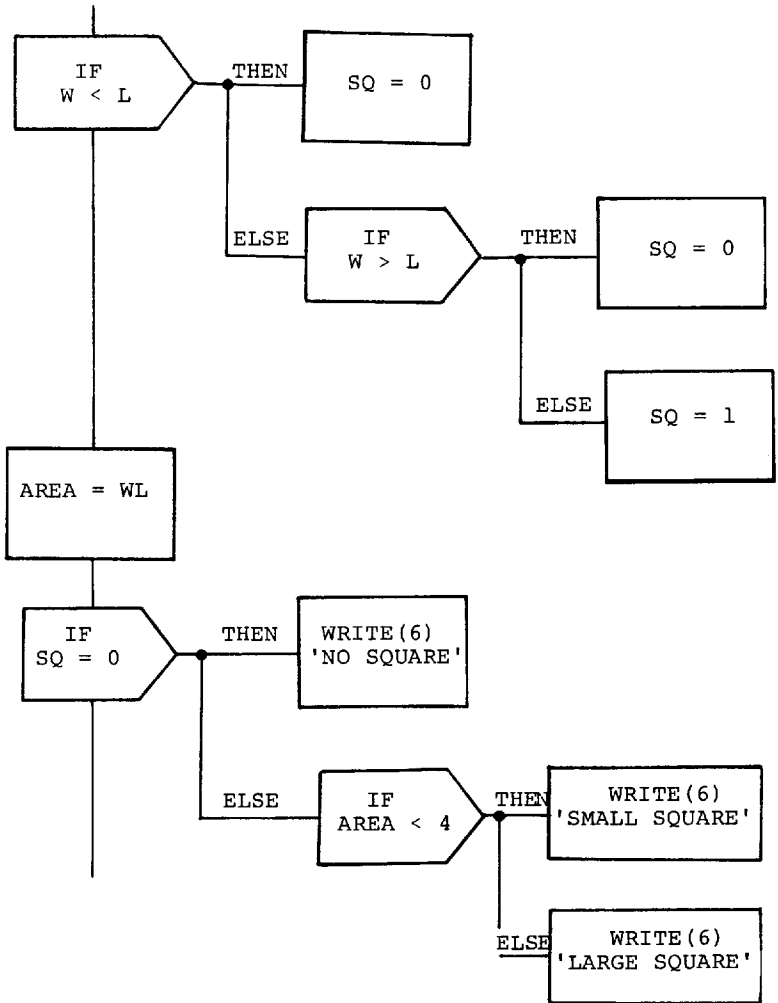 IF
W < L
THEN
SQ = 0
ELSE
IF
W > L
THEN
SQ = 0
ELSE
SQ = 1
AREA = WL
IF
SQ = 0
THEN
WRITE(6)
'NO SQUARE'
ELSE
IF
AREA < 4
THEN
WRITE(6)
'SMALL SQUARE'
ELSE
WRITE(6)
'LARGE SQUARE'